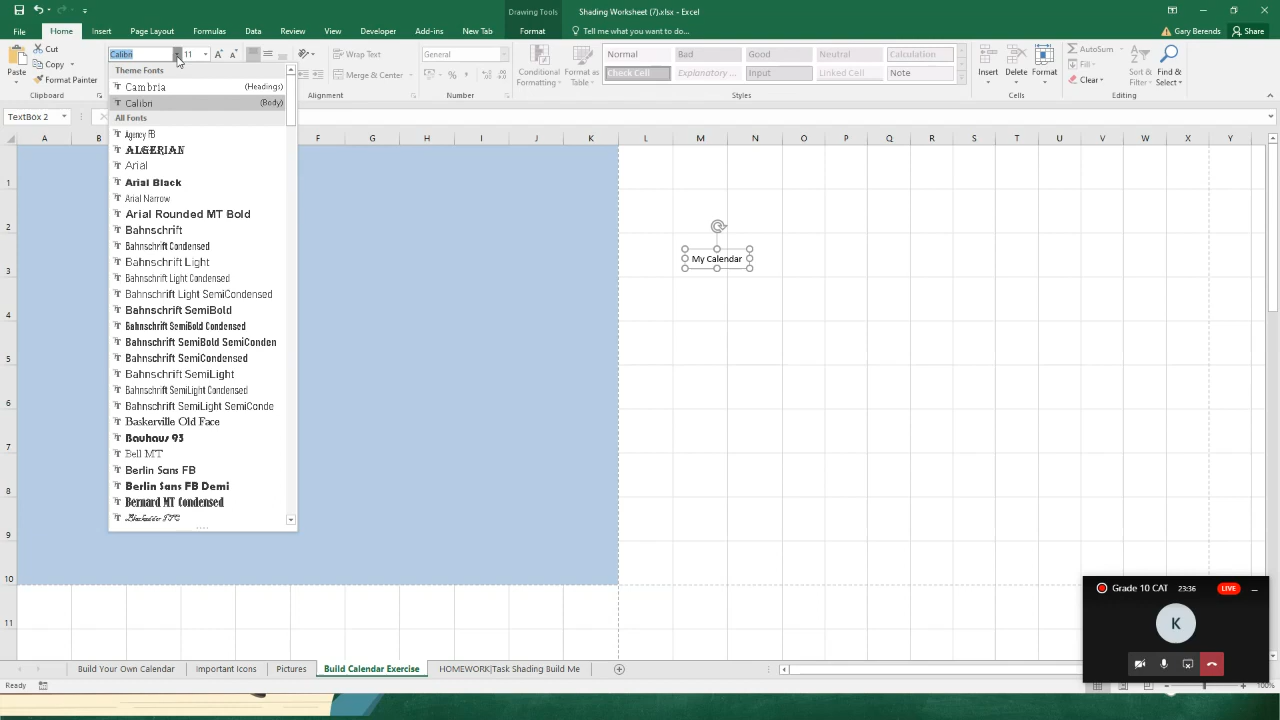 Drawing Tools
Shading Worksheet (7).xlsx - Excel
File Home Insert Page Layout Formulas Data Review View Developer Add-ins New Tab Format Tell me what you want to do... Gary Berends Share
Paste
Cut
Copy
Format Painter
Clipboard
Calibri 11 A A
Wrap Text
Merge & Center
Alignment
General
% ,
Number
Conditional Formatting
Format as Table
Normal Bad Good Neutral Calculation
Check Cell Explanatory ... Input Linked Cell Note
Styles
Insert Delete Format
Cells
AutoSum
Clear
Sort & Filter
Find & Select
Editing
TextBox 2
Theme Fonts
Cambria (Headings)
Calibri (Body)
All Fonts
Agency FB
ALGERIAN
Arial
Arial Black
Arial Narrow
Arial Rounded MT Bold
Bahnschrift
Bahnschrift Condensed
Bahnschrift Light
Bahnschrift Light Condensed
Bahnschrift Light SemiCondensed
Bahnschrift SemiBold
Bahnschrift SemiBold Condensed
Bahnschrift SemiBold SemiConden
Bahnschrift SemiCondensed
Bahnschrift SemiLight
Bahnschrift SemiLight Condensed
Bahnschrift SemiLight SemiConde
Baskerville Old Face
Bauhaus 93
Bell MT
Berlin Sans FB
Berlin Sans FB Demi
Bernard MT Condensed
Blackadder ITC
A B F G H I J K L M N O P Q R S T U V W X Y
1
2
3
4
5
6
7
8
9
10
11
My Calendar
Grade 10 CAT 23:36 LIVE
K
Build Your Own Calendar Important Icons Pictures Build Calendar Exercise HOMEWORK|Task Shading Build Me
Ready
100%